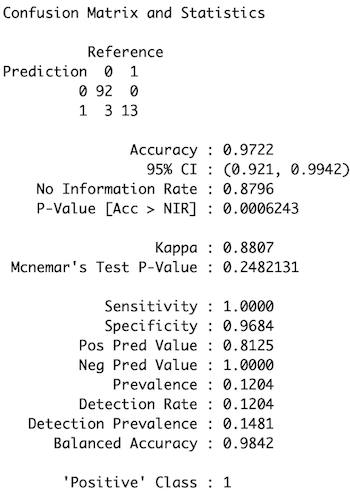 Confusion Matrix and Statistics
Reference
Prediction 0 1
0 92 0
1 3 13
Accuracy : 0.9722
95% CI : (0.921, 0.9942)
No Information Rate : 0.8796
P-Value [Acc > NIR] : 0.0006243
Kappa : 0.8807
Mcnemar's Test P-Value : 0.2482131
Sensitivity : 1.0000
Specificity : 0.9684
Pos Pred Value : 0.8125
Neg Pred Value : 1.0000
Prevalence : 0.1204
Detection Rate : 0.1204
Detection Prevalence : 0.1481
Balanced Accuracy : 0.9842
'Positive' Class : 1